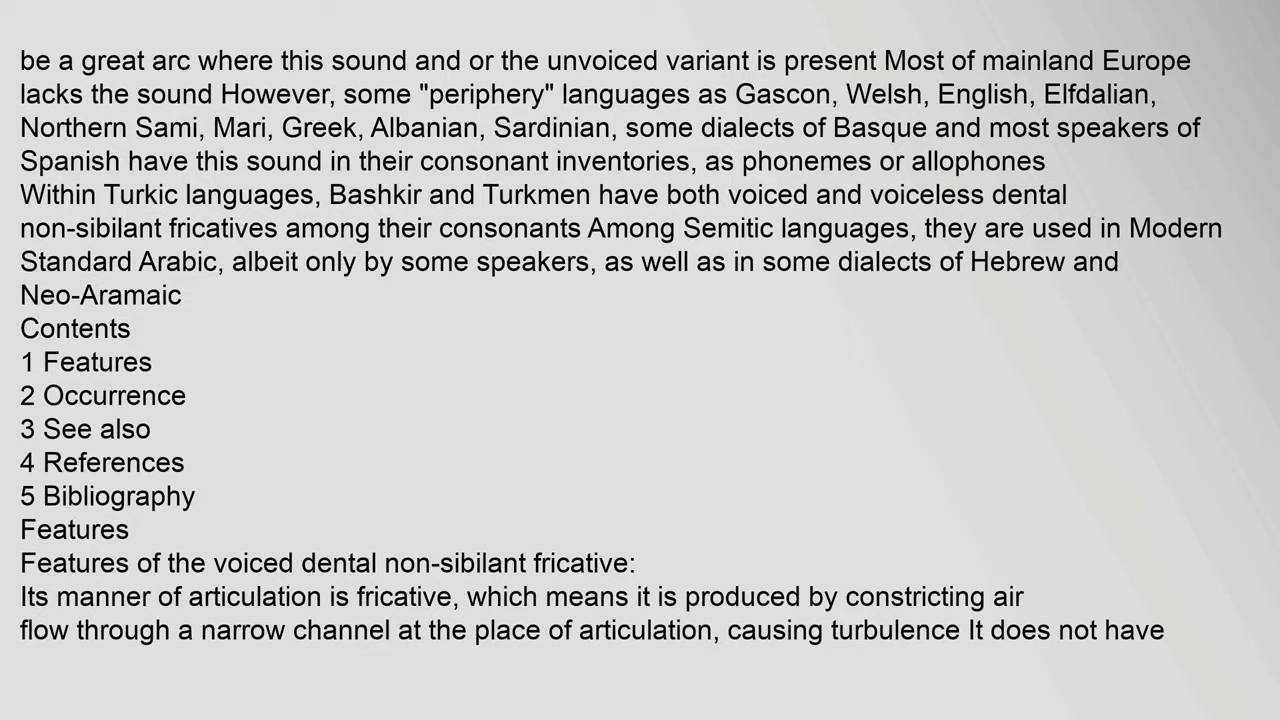 be a great arc where this sound and or the unvoiced variant is present Most of mainland Europe
lacks the sound However, some "periphery" languages as Gascon, Welsh, English, Elfdalian,
Northern Sami, Mari, Greek, Albanian, Sardinian, some dialects of Basque and most speakers of
Spanish have this sound in their consonant inventories, as phonemes or allophones
Within Turkic languages, Bashkir and Turkmen have both voiced and voiceless dental
non-sibilant fricatives among their consonants Among Semitic languages, they are used in Modern
Standard Arabic, albeit only by some speakers, as well as in some dialects of Hebrew and
Neo-Aramaic
Contents
1 Features
2 Occurrence
3 See also
4 References
5 Bibliography
Features
Features of the voiced dental non-sibilant fricative:
Its manner of articulation is fricative, which means it is produced by constricting air
flow through a narrow channel at the place of articulation, causing turbulence It does not have